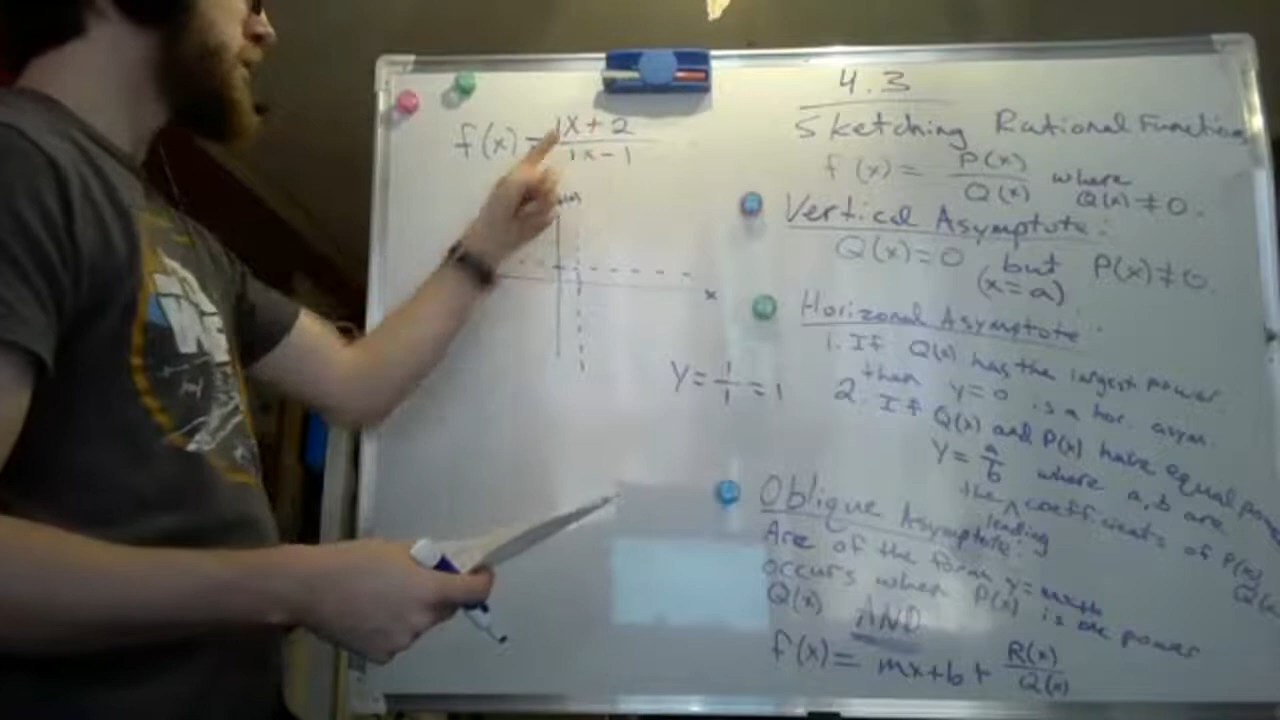 f(x) = 1x + 2
1x - 1
x
y = 1/1 = 1
4.3
Sketching Rational Function
f(x) = P(x)/Q(x) where Q(x) ≠ 0.
Vertical Asymptote:
Q(x) = 0 but P(x) ≠ 0.
(x = a)
Horizonal Asymptote:
1. If Q(x) has the largest power.
then y = 0 is a hor. asym.
2. If Q(x) and P(x) have equal
y = a/b where a, b are
the leading coefficients of P(x)
Q(x)
Oblique Asymptote:
Are of the form y = mx+b
occurs when P(x) is one power
Q(x) AND
f(x) = mx+b + R(x)/Q(x)